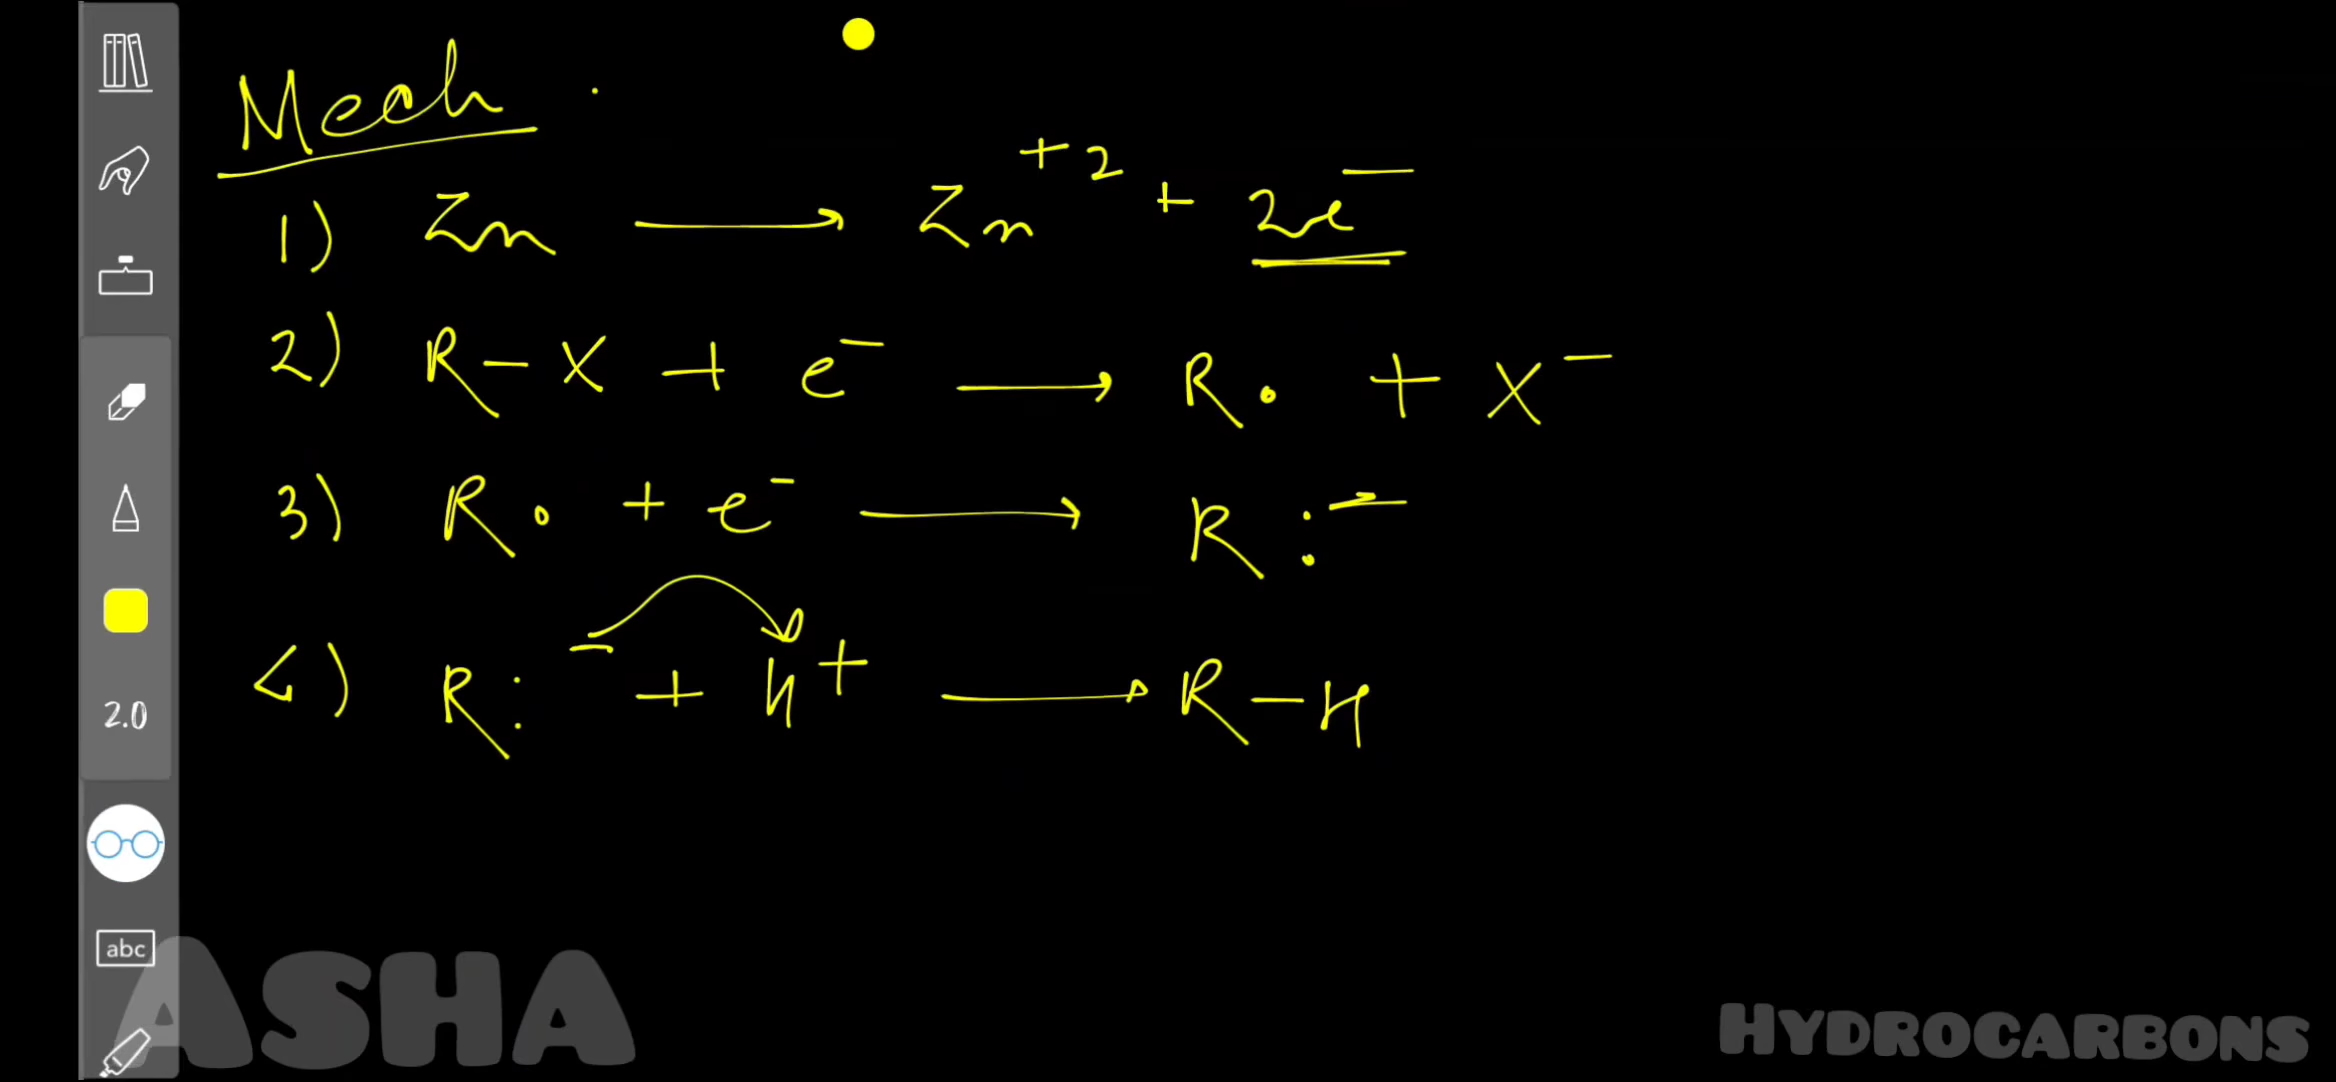 Mech
1) Zn ⟶ Zn⁺² + 2e⁻
2) R-X + e⁻ ⟶ R• + X⁻
3) R• + e⁻ ⟶ R:⁻
4) R:⁻ + H⁺ ⟶ R-H
2.0
abc
ASHA
HYDROCARBONS